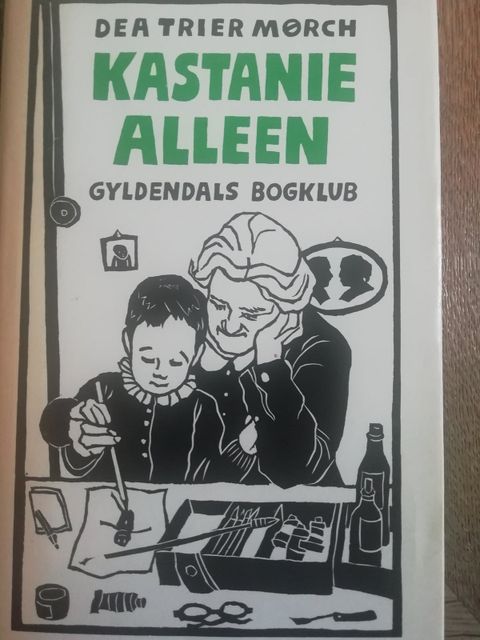 DEA TRIER MØRCH
KASTANIE
ALLEEN
GYLDENDALS BOGKLUB